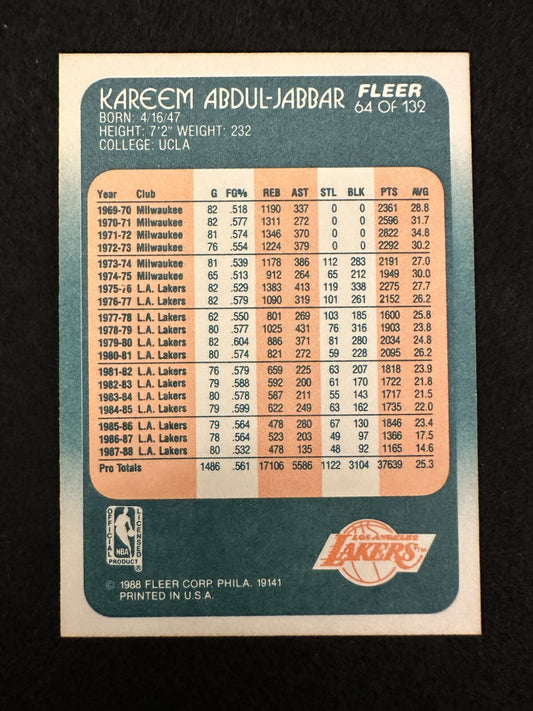 KAREEM ABDUL-JABBAR FLEER
64 OF 132
BORN: 4/16/47
HEIGHT: 7'2" WEIGHT: 232
COLLEGE: UCLA
Year Club G FG% REB AST STL BLK PTS AVG
1969-70 Milwaukee 82 .518 1190 337 0 0 2361 28.8
1970-71 Milwaukee 82 .577 1311 272 0 0 2596 31.7
1971-72 Milwaukee 81 .574 1346 370 0 0 2822 34.8
1972-73 Milwaukee 76 .554 1224 379 0 0 2292 30.2
1973-74 Milwaukee 81 .539 1178 386 112 283 2191 27.0
1974-75 Milwaukee 65 .513 912 264 65 212 1949 30.0
1975-76 L.A. Lakers 82 .529 1383 413 119 338 2275 27.7
1976-77 L.A. Lakers 82 .579 1090 319 101 261 2152 26.2
1977-78 L.A. Lakers 62 .550 801 269 103 185 1600 25.8
1978-79 L.A. Lakers 80 .577 1025 431 76 316 1903 23.8
1979-80 L.A. Lakers 82 .604 886 371 81 280 2034 24.8
1980-81 L.A. Lakers 80 .574 821 272 59 228 2095 26.2
1981-82 L.A. Lakers 76 .579 659 225 63 207 1818 23.9
1982-83 L.A. Lakers 79 .588 592 200 61 170 1722 21.8
1983-84 L.A. Lakers 80 .578 587 211 55 143 1717 21.5
1984-85 L.A. Lakers 79 .599 622 249 63 162 1735 22.0
1985-86 L.A. Lakers 79 .564 478 280 67 130 1846 23.4
1986-87 L.A. Lakers 78 .564 523 203 49 97 1366 17.5
1987-88 L.A. Lakers 80 .532 478 135 48 92 1165 14.6
Pro Totals 1486 .561 17106 5586 1122 3104 37639 25.3
OFFICIAL LICENSED
NBA
PRODUCT ®
LOS ANGELES
LAKERS™
© 1988 FLEER CORP. PHILA. 19141
PRINTED IN U.S.A.